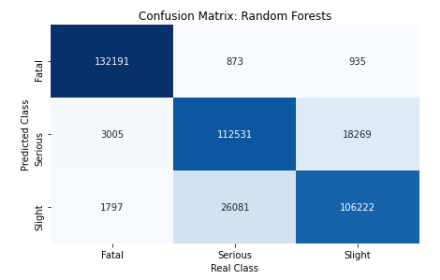 Confusion Matrix: Random Forests
Predicted Class
Fatal
132191 873 935
Serious
3005 112531 18269
Slight
1797 26081 106222
Fatal Serious Slight
Real Class